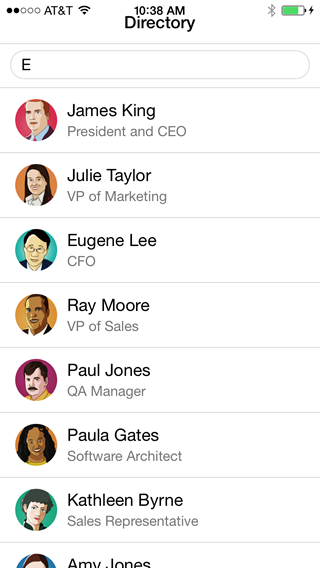 AT&T 10:38 AM
Directory
E
James King
President and CEO
Julie Taylor
VP of Marketing
Eugene Lee
CFO
Ray Moore
VP of Sales
Paul Jones
QA Manager
Paula Gates
Software Architect
Kathleen Byrne
Sales Representative
Amy Jones